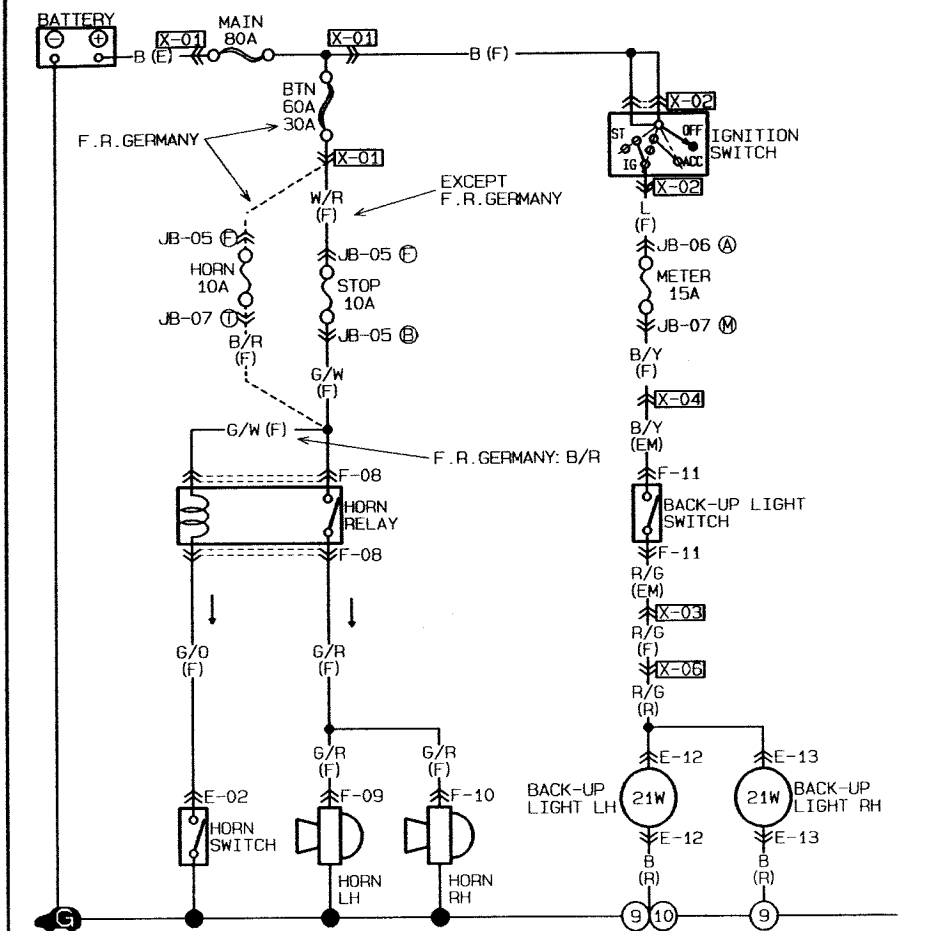 BATTERY
MAIN
80A
X-01
X-01
B (E)
B (F)
BTN
60A
30A
X-02
ST
OFF
IG
ACC
IGNITION
SWITCH
F.R.GERMANY
X-01
X-02
EXCEPT
F.R.GERMANY
W/R
(F)
L
(F)
JB-05 F
JB-05 F
JB-06 A
HORN
10A
STOP
10A
METER
15A
JB-07 T
JB-05 B
JB-07 M
B/R
(F)
B/Y
(F)
G/W
(F)
X-04
G/W (F)
B/Y
(EM)
F.R.GERMANY: B/R
F-08
F-11
HORN
RELAY
BACK-UP LIGHT
SWITCH
F-08
F-11
R/G
(EM)
X-03
G/O
(F)
G/R
(F)
R/G
(F)
X-06
R/G
(R)
G/R
(F)
G/R
(F)
E-12
E-13
E-02
F-09
F-10
BACK-UP
LIGHT LH
21W
21W
BACK-UP
LIGHT RH
HORN
SWITCH
E-12
E-13
B
(R)
B
(R)
HORN
LH
HORN
RH
G
9
10
9